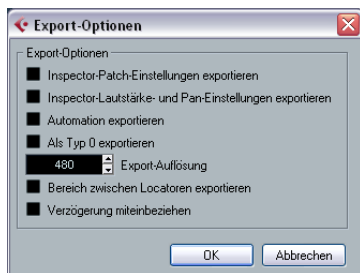 Export-Optionen
Export-Optionen
Inspector-Patch-Einstellungen exportieren
Inspector-Lautstärke- und Pan-Einstellungen exportieren
Automation exportieren
Als Typ 0 exportieren
480 Export-Auflösung
Bereich zwischen Locatoren exportieren
Verzögerung miteinbeziehen
OK Abbrechen